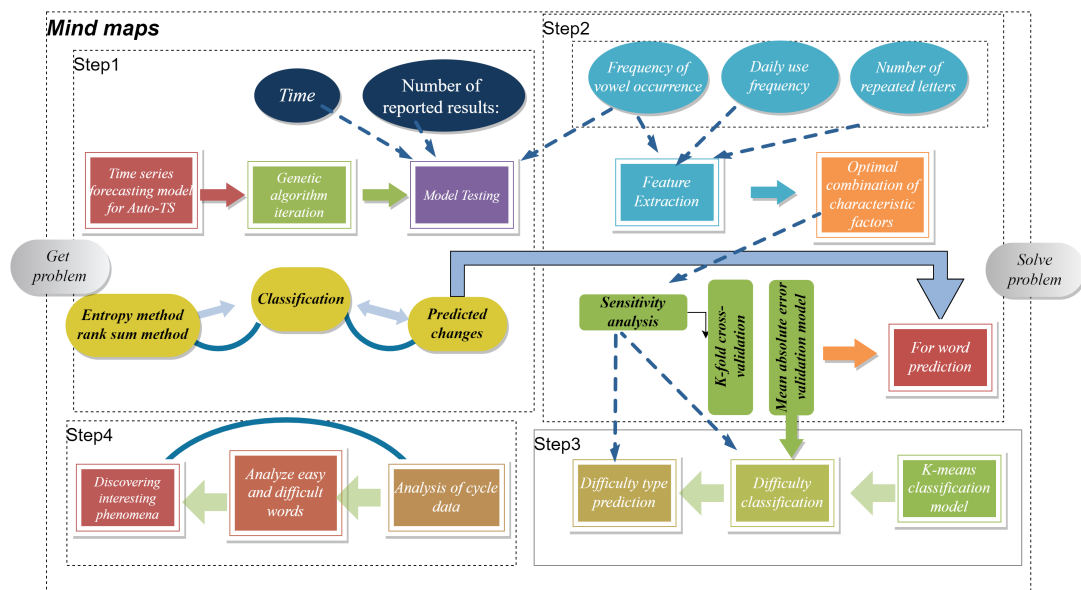 Mind maps
Step1
Time
Number of
reported results:
Time series
forecasting model
for Auto-TS
Genetic
algorithm
iteration
Model Testing
Get
problem
Entropy method
rank sum method
Classification
Predicted
changes
Step2
Frequency of
vowel occurrence
Daily use
frequency
Number of
repeated letters
Feature
Extraction
Optimal
combination of
characteristic
factors
Solve
problem
Sensitivity
analysis
K-fold cross-
validation
Mean absolute error
validation model
For word
prediction
Step4
Discovering
interesting
phenomena
Analyze easy
and difficult
words
Analysis of cycle
data
Step3
Difficulty type
prediction
Difficulty
classification
K-means
classification
model